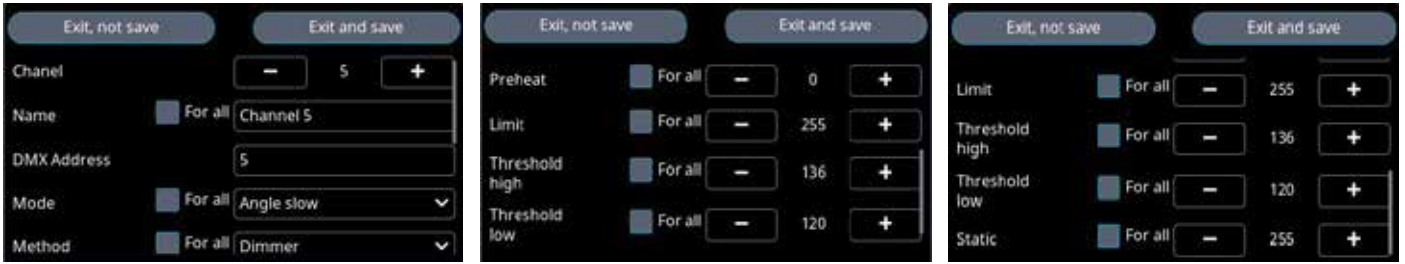 Exit, not save Exit and save
Chanel − 5 +
Name For all Channel 5
DMX Address 5
Mode For all Angle slow
Method For all Dimmer
Exit, not save Exit and save
Preheat For all − 0 +
Limit For all − 255 +
Threshold
high For all − 136 +
Threshold
low For all − 120 +
Exit, not save Exit and save
Limit For all − 255 +
Threshold
high For all − 136 +
Threshold
low For all − 120 +
Static For all − 255 +